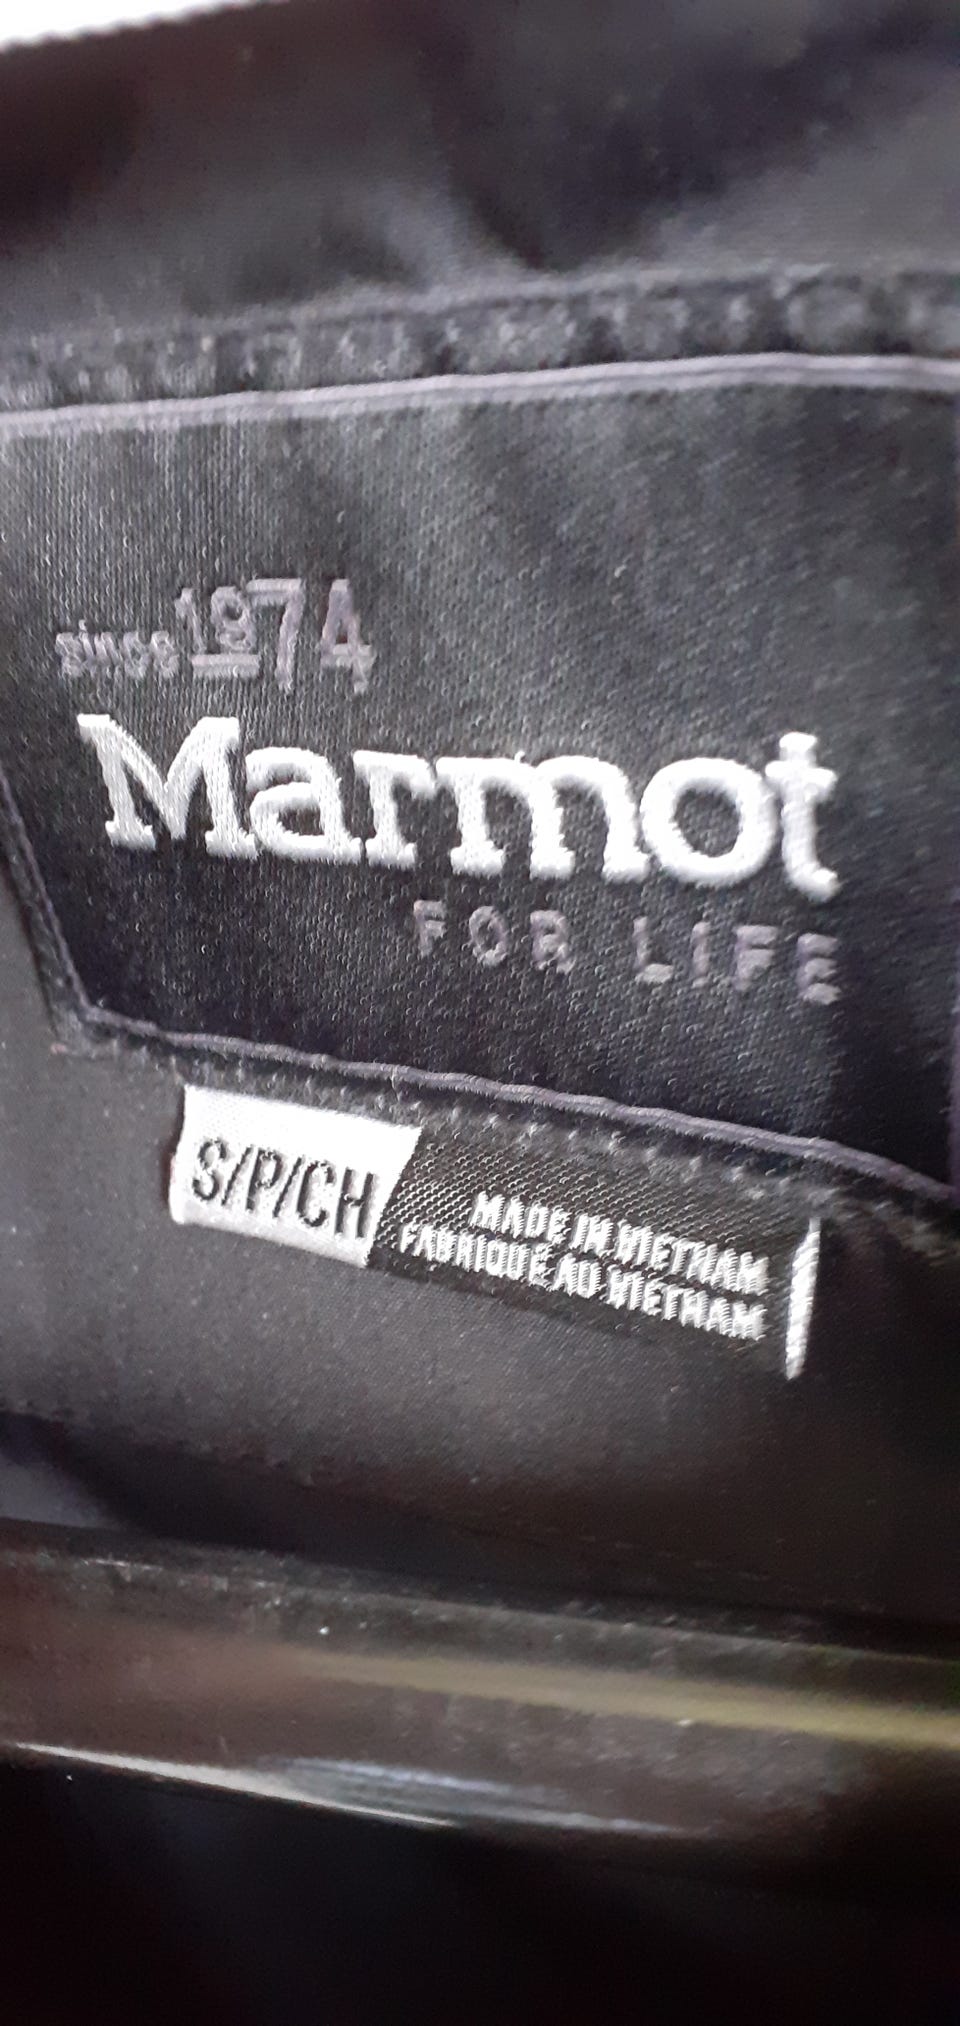 since 1974
Marmot
FOR LIFE
S/P/CH
MADE IN VIETNAM
FABRIQUÉ AU VIETNAM